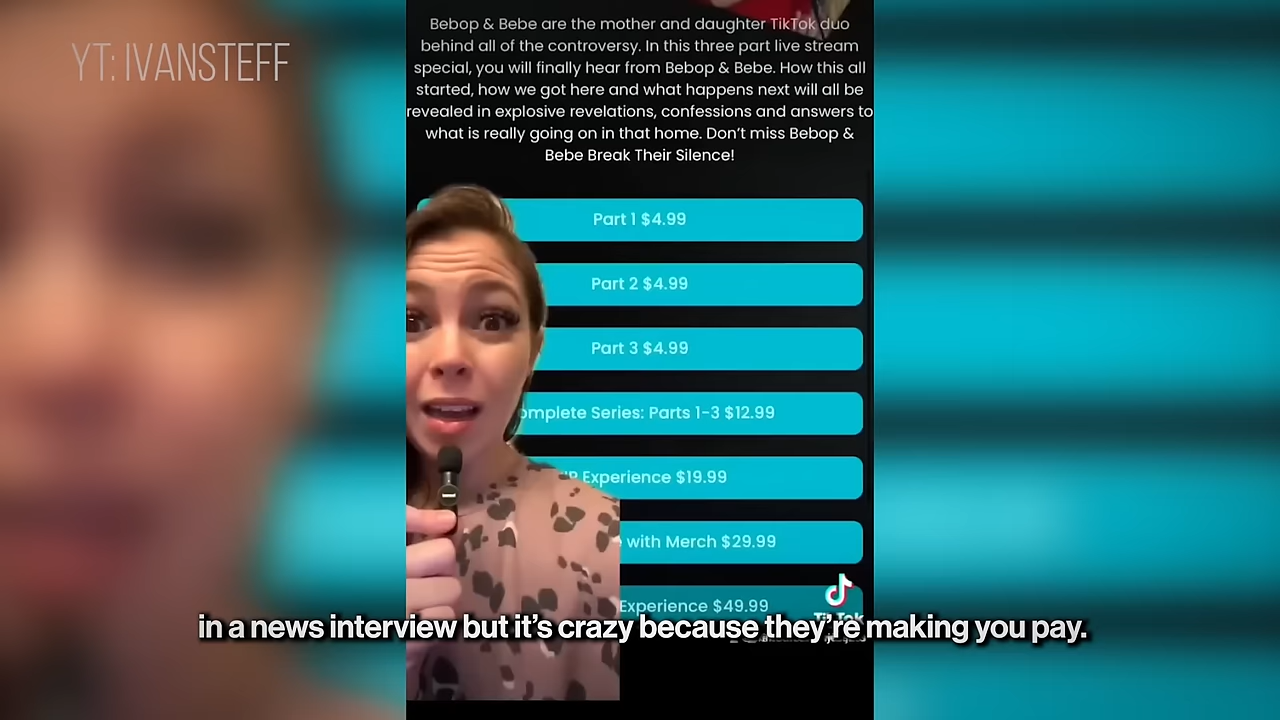 YT: IVANSTEFF
Bebop & Bebe are the mother and daughter TikTok duo
behind all of the controversy. In this three part live stream
special, you will finally hear from Bebop & Bebe. How this all
started, how we got here and what happens next will all be
revealed in explosive revelations, confessions and answers to
what is really going on in that home. Don't miss Bebop &
Bebe Break Their Silence!
Part 1 $4.99
Part 2 $4.99
Part 3 $4.99
omplete Series: Parts 1-3 $12.99
Experience $19.99
with Merch $29.99
Experience $49.99
TikTok
in a news interview but it's crazy because they're making you pay.